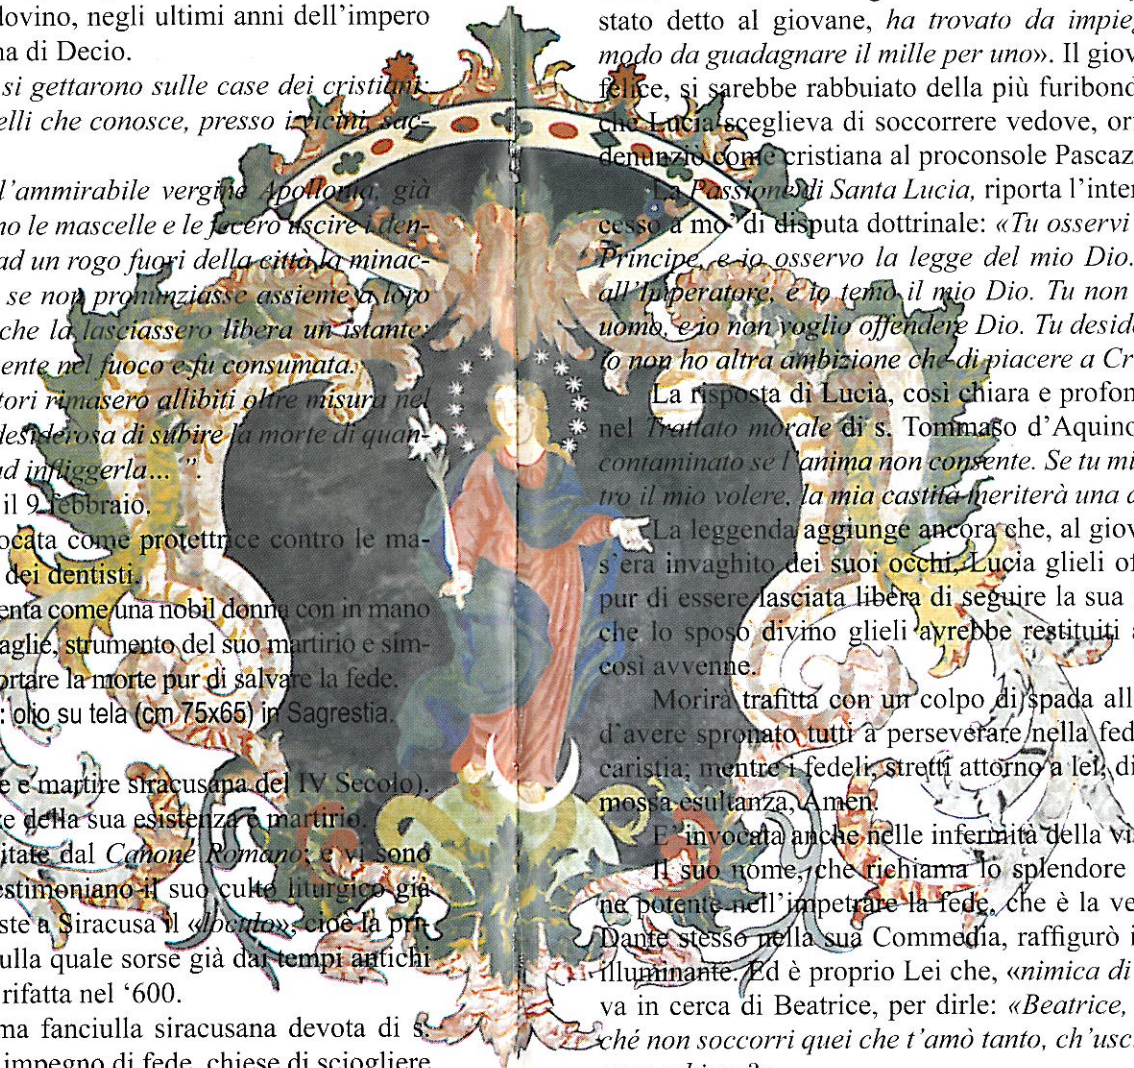 dovino, negli ultimi anni dell’impero
na di Decio.
si gettarono sulle case dei cristiani;
elli che conosce, presso i vicini, sac-
l’ammirabile vergine Apollonia, già
no le mascelle e le fecero uscire i den-
ad un rogo fuori della città la minac-
se non pronunziasse assieme a loro
che la lasciassero libera un istante;
ente nel fuoco e fu consumata.
tori rimasero allibiti oltre misura nel
desiderosa di subire la morte di quan-
ad infliggerla…”.
il 9 febbraio.
ocata come protettrice contro le ma-
dei dentisti.
enta come una nobil donna con in mano
aglie, strumento del suo martirio e sim-
ortare la morte pur di salvare la fede.
: olio su tela (cm 75x65) in Sagrestia.
e e martire siracusana del IV Secolo).
te della sua esistenza e martirio.
itate dal Canone Romano; e vi sono
estimoniano il suo culto liturgico già
ste a Siracusa il «loculo», cioè la pri-
ulla quale sorse già dai tempi antichi
rifatta nel ‘600.
ma fanciulla siracusana devota di s.
impegno di fede, chiese di sciogliere
stato detto al giovane, ha trovato da impieg
modo da guadagnare il mille per uno». Il giov
felice, si sarebbe rabbuiato della più furibond
che Lucia sceglieva di soccorrere vedove, or
denunziò come cristiana al proconsole Pascaz
La Passione di Santa Lucia, riporta l’inter
cesso a mo’ di disputa dottrinale: «Tu osservi
Principe, e io osservo la legge del mio Dio.
all’Imperatore, e io temo il mio Dio. Tu non
uomo, e io non voglio offendere Dio. Tu deside
io non ho altra ambizione che di piacere a Cr
La risposta di Lucia, così chiara e profon
nel Trattato morale di s. Tommaso d’Aquino
contaminato se l’anima non consente. Se tu mi
tro il mio volere, la mia castità meriterà una d
La leggenda aggiunge ancora che, al giov
s’era invaghito dei suoi occhi, Lucia glieli of
pur di essere lasciata libera di seguire la sua
che lo sposo divino glieli avrebbe restituiti
così avvenne.
Morirà trafitta con un colpo di spada all
d’avere spronato tutti a perseverare nella fed
caristia; mentre i fedeli, stretti attorno a lei, di
mossa esultanza, Amen.
E’ invocata anche nelle infermità della vi
Il suo nome, che richiama lo splendore
ne potente nell’impetrare la fede, che è la ve
Dante stesso nella sua Commedia, raffigurò i
illuminante. Ed è proprio Lei che, «nimica di
va in cerca di Beatrice, per dirle: «Beatrice,
ché non soccorri quei che t’amò tanto, ch’usc